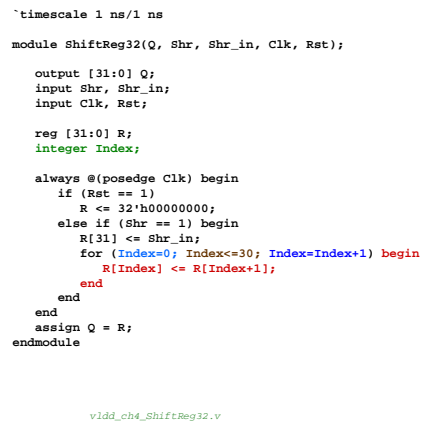 `timescale 1 ns/1 ns
module ShiftReg32(Q, Shr, Shr_in, Clk, Rst);
output [31:0] Q;
input Shr, Shr_in;
input Clk, Rst;
reg [31:0] R;
integer Index;
always @(posedge Clk) begin
if (Rst == 1)
R <= 32'h00000000;
else if (Shr == 1) begin
R[31] <= Shr_in;
for (Index=0; Index<=30; Index=Index+1) begin
R[Index] <= R[Index+1];
end
end
end
assign Q = R;
endmodule
vldd_ch4_ShiftReg32.v